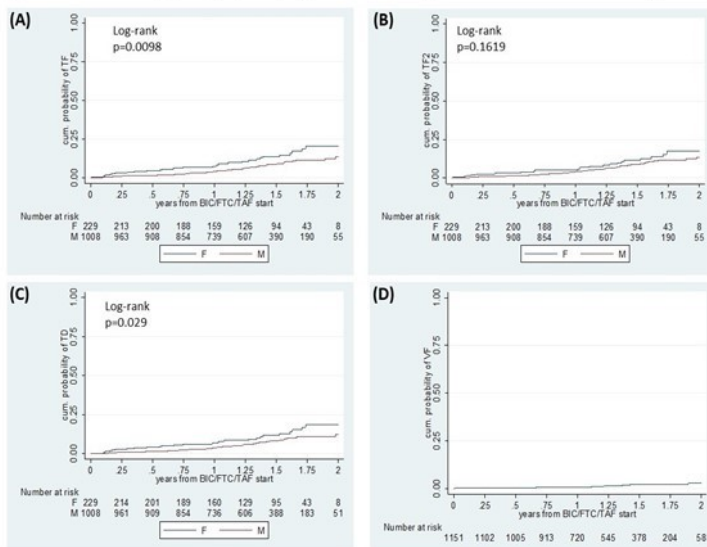 (A)
Log-rank
p=0.0098
cum. probability of TF
0.00 0.25 0.50 0.75 1.00
0 .25 .5 .75 1 1.25 1.5 1.75 2
years from BIC/FTC/TAF start
Number at risk
F 229 213 200 188 159 126 94 43 8
M 1008 963 908 854 739 607 390 190 55
F M
(B)
Log-rank
p=0.1619
cum. probability of TF2
0.00 0.25 0.50 0.75 1.00
0 .25 .5 .75 1 1.25 1.5 1.75 2
years from BIC/FTC/TAF start
Number at risk
F 229 213 200 188 159 126 94 43 8
M 1008 963 908 854 739 607 390 190 55
F M
(C)
Log-rank
p=0.029
cum. probability of TD
0.00 0.25 0.50 0.75 1.00
0 .25 .5 .75 1 1.25 1.5 1.75 2
years from BIC/FTC/TAF start
Number at risk
F 229 214 201 189 160 129 95 43 8
M 1008 961 909 854 736 606 388 183 51
F M
(D)
cum. probability of VF
0.00 0.25 0.50 0.75 1.00
0 .25 .5 .75 1 1.25 1.5 1.75 2
years from BIC/FTC/TAF start
Number at risk
1151 1102 1005 913 720 545 378 204 58